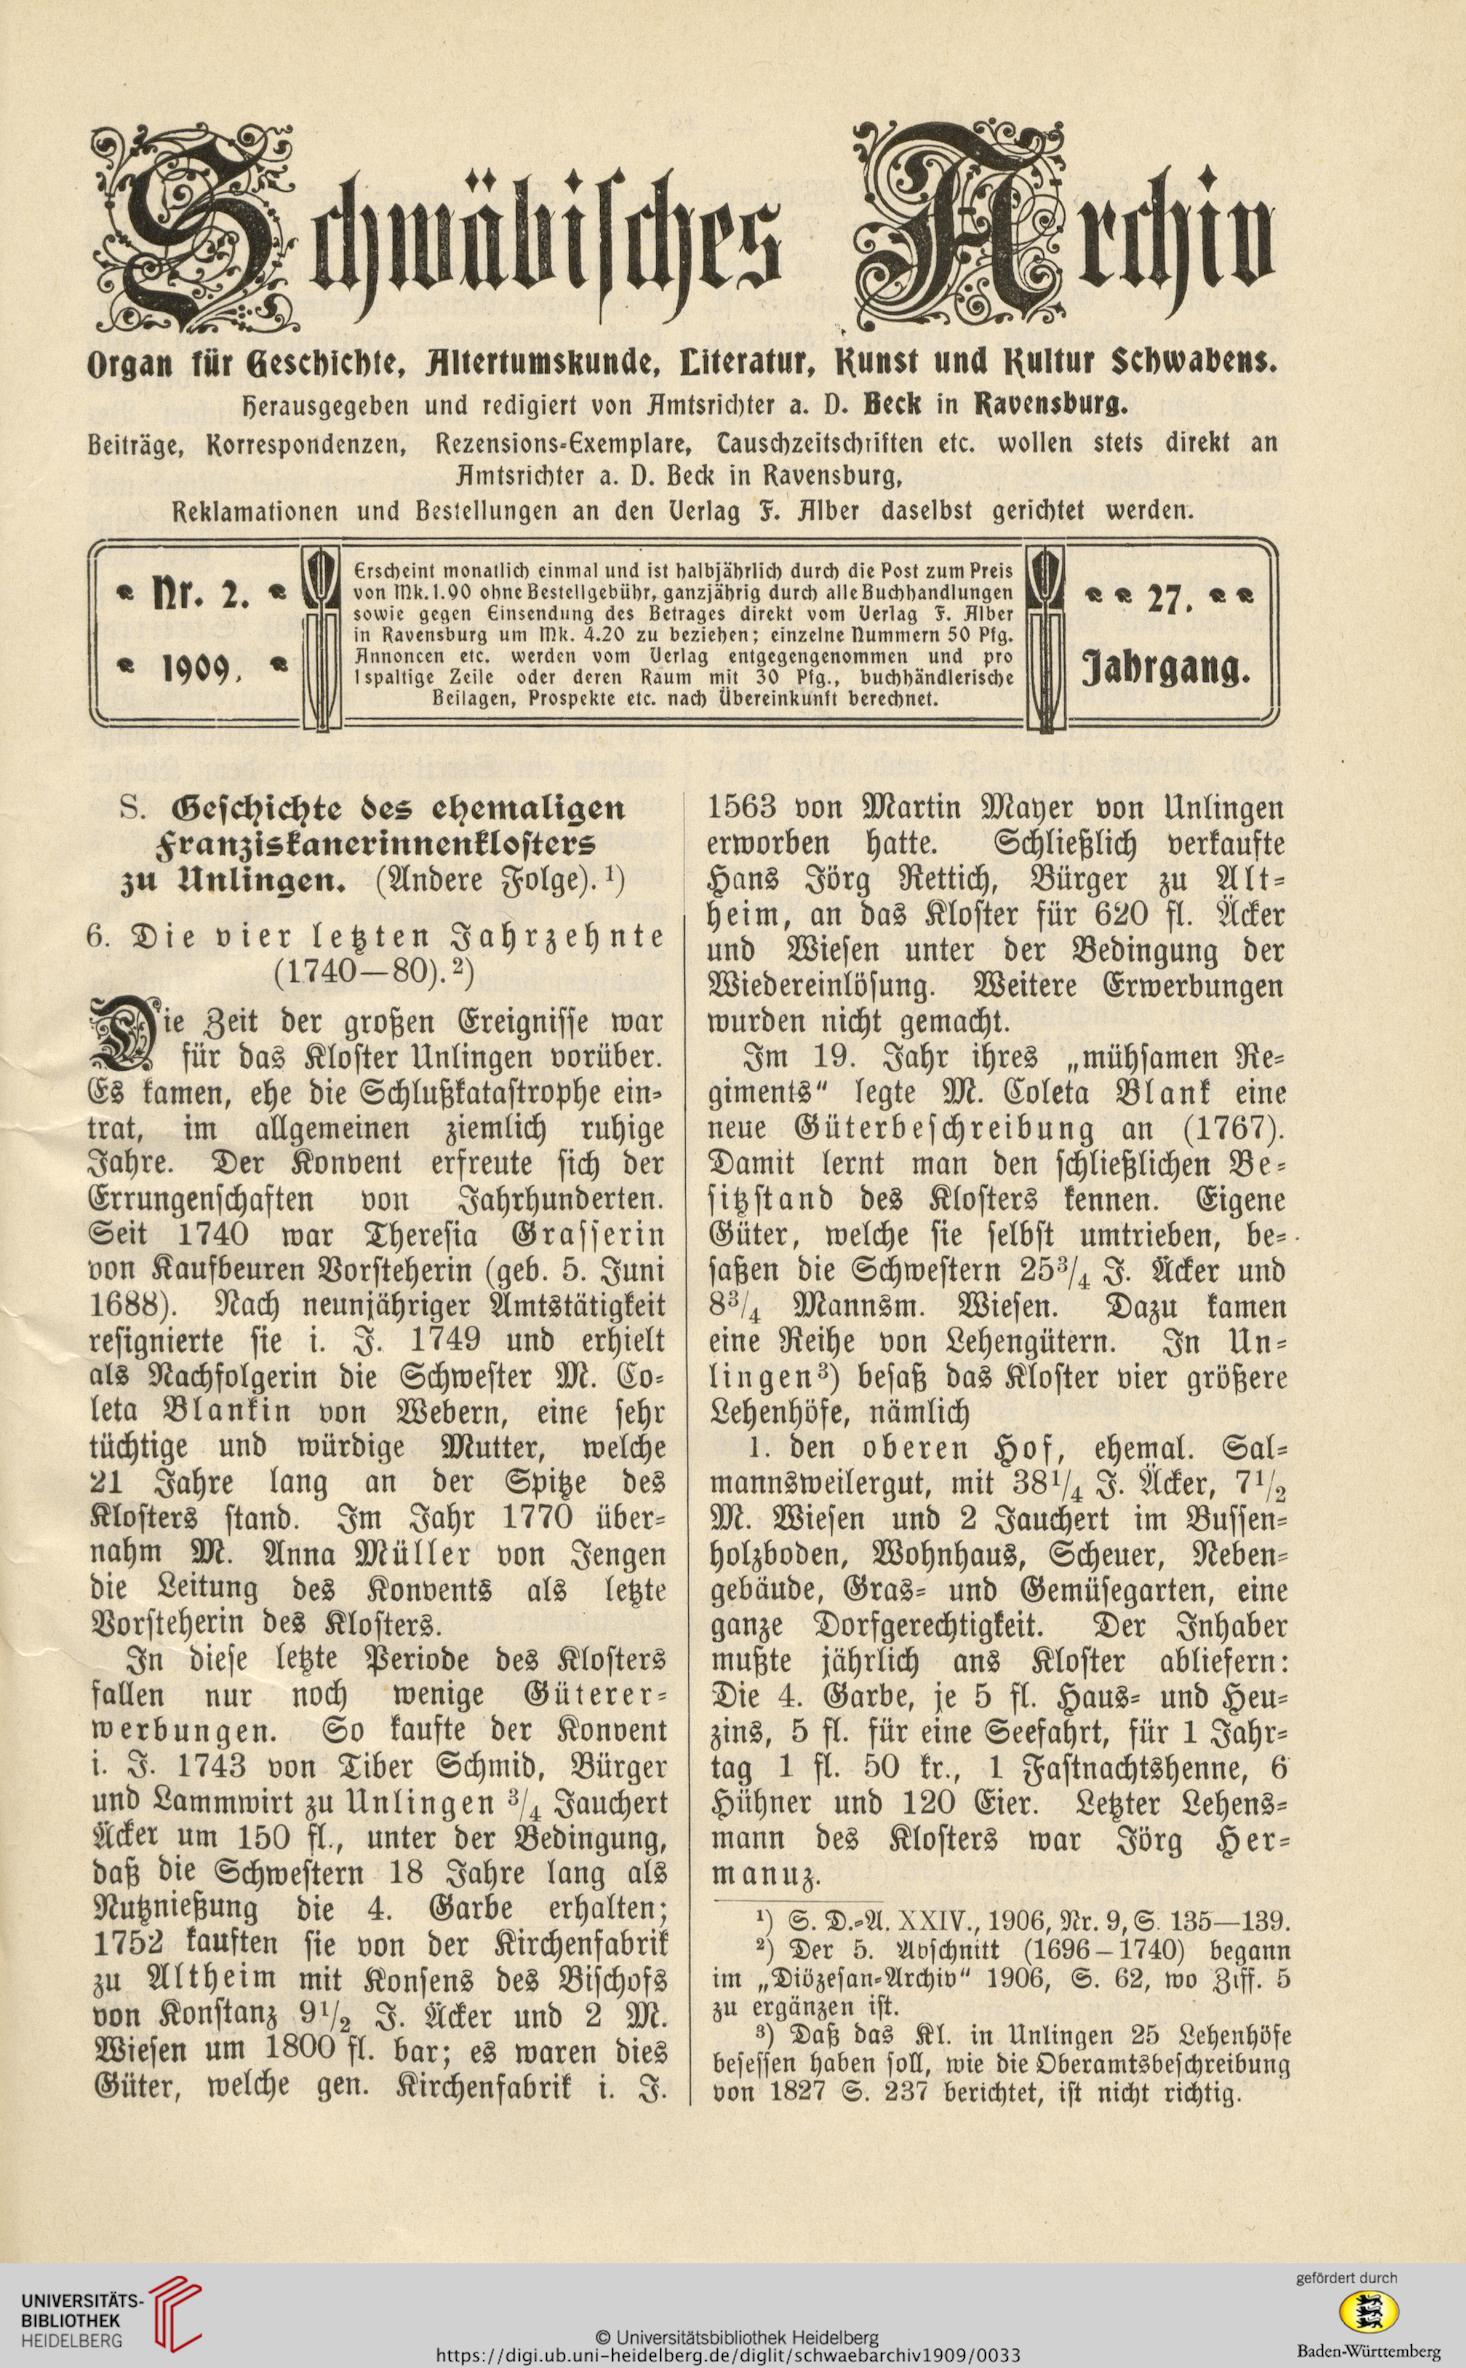 Schwäbisches Archiv
Organ für Geschichte, Altertumskunde, Literatur, Kunst und Kultur Schwabens.
Herausgegeben und redigiert von Amtsrichter a. D. Beck in Ravensburg.
Beiträge, Korrespondenzen, Rezensions-Exemplare, Tauschzeitschriften etc. wollen stets direkt an
Amtsrichter a. D. Beck in Ravensburg,
Reklamationen und Bestellungen an den Verlag F. Alber daselbst gerichtet werden.
Nr. 2.
1909.
Erscheint monatlich einmal und ist halbjährlich durch die Post zum Preis
von Mk. 1.90 ohne Bestellgebühr, ganzjährig durch alle Buchhandlungen
sowie gegen Einsendung des Betrages direkt vom Verlag F. Alber
in Ravensburg um Mk. 4.20 zu beziehen; einzelne Nummern 50 Pfg.
Annoncen etc. werden vom Verlag entgegengenommen und pro
1spaltige Zeile oder deren Raum mit 30 Pfg., buchhändlerische
Beilagen, Prospekte etc. nach Übereinkunft berechnet.
27.
Jahrgang.
S. Geschichte des ehemaligen
Franziskanerinnenklosters
zu Unlingen. (Andere Folge).¹)
6. Die vier letzten Jahrzehnte
(1740—80).²)
Die Zeit der großen Ereignisse war
für das Kloster Unlingen vorüber.
Es kamen, ehe die Schlußkatastrophe ein-
trat, im allgemeinen ziemlich ruhige
Jahre. Der Konvent erfreute sich der
Errungenschaften von Jahrhunderten.
Seit 1740 war Theresia Grasserin
von Kaufbeuren Vorsteherin (geb. 5. Juni
1688). Nach neunjähriger Amtstätigkeit
resignierte sie i. J. 1749 und erhielt
als Nachfolgerin die Schwester M. Co-
leta Blankin von Webern, eine sehr
tüchtige und würdige Mutter, welche
21 Jahre lang an der Spitze des
Klosters stand. Im Jahr 1770 über-
nahm M. Anna Müller von Jengen
die Leitung des Konvents als letzte
Vorsteherin des Klosters.
In diese letzte Periode des Klosters
fallen nur noch wenige Güterer-
werbungen. So kaufte der Konvent
i. J. 1743 von Tiber Schmid, Bürger
und Lammwirt zu Unlingen ³/₄ Jauchert
Äcker um 150 fl., unter der Bedingung,
daß die Schwestern 18 Jahre lang als
Nutznießung die 4. Garbe erhalten;
1752 kauften sie von der Kirchenfabrik
zu Altheim mit Konsens des Bischofs
von Konstanz 9¹/₂ J. Äcker und 2 M.
Wiesen um 1800 fl. bar; es waren dies
Güter, welche gen. Kirchenfabrik i. J.
1563 von Martin Mayer von Unlingen
erworben hatte. Schließlich verkaufte
Hans Jörg Rettich, Bürger zu Alt-
heim, an das Kloster für 620 fl. Äcker
und Wiesen unter der Bedingung der
Wiedereinlösung. Weitere Erwerbungen
wurden nicht gemacht.
Im 19. Jahr ihres „mühsamen Re-
giments“ legte M. Coleta Blank eine
neue Güterbeschreibung an (1767).
Damit lernt man den schließlichen Be-
sitzstand des Klosters kennen. Eigene
Güter, welche sie selbst umtrieben, be-
saßen die Schwestern 25³/₄ J. Äcker und
8³/₄ Mannsm. Wiesen. Dazu kamen
eine Reihe von Lehengütern. In Un-
lingen³) besaß das Kloster vier größere
Lehenhöfe, nämlich
1. den oberen Hof, ehemal. Sal-
mannsweilergut, mit 38¹/₄ J. Äcker, 7¹/₂
M. Wiesen und 2 Jauchert im Bussen-
holzboden, Wohnhaus, Scheuer, Neben-
gebäude, Gras- und Gemüsegarten, eine
ganze Dorfgerechtigkeit. Der Inhaber
mußte jährlich ans Kloster abliefern:
Die 4. Garbe, je 5 fl. Haus- und Heu-
zins, 5 fl. für eine Seefahrt, für 1 Jahr-
tag 1 fl. 50 kr., 1 Fastnachtshenne, 6
Hühner und 120 Eier. Letzter Lehens-
mann des Klosters war Jörg Her-
manuz.
¹) S. D.-A. XXIV., 1906, Nr. 9, S. 135—139.
²) Der 5. Abschnitt (1696–1740) begann
im „Diözesan-Archiv“ 1906, S. 62, wo Ziff. 5
zu ergänzen ist.
³) Daß das Kl. in Unlingen 25 Lehenhöfe
besessen haben soll, wie die Oberamtsbeschreibung
von 1827 S. 237 berichtet, ist nicht richtig.
UNIVERSITÄTS-
BIBLIOTHEK
HEIDELBERG
© Universitätsbibliothek Heidelberg
https://digi.ub.uni-heidelberg.de/diglit/schwaebarchiv1909/0033
gefördert durch
Baden-Württemberg